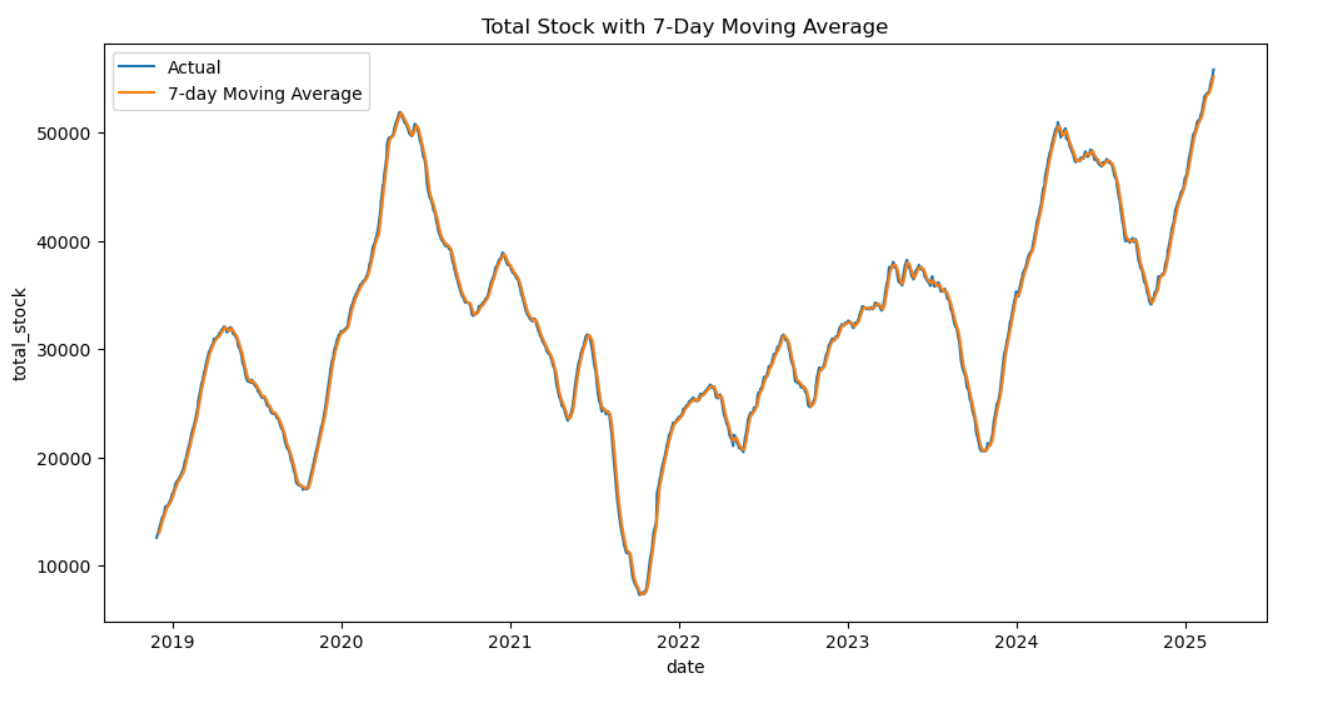 Total Stock with 7-Day Moving Average
Actual
7-day Moving Average
total_stock
50000
40000
30000
20000
10000
2019 2020 2021 2022 2023 2024 2025
date